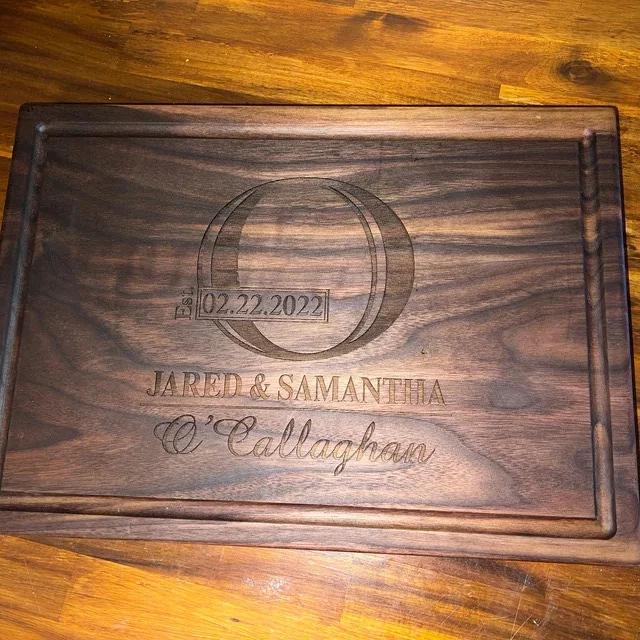 O
Est.
02.22.2022
JARED & SAMANTHA
O'Callaghan